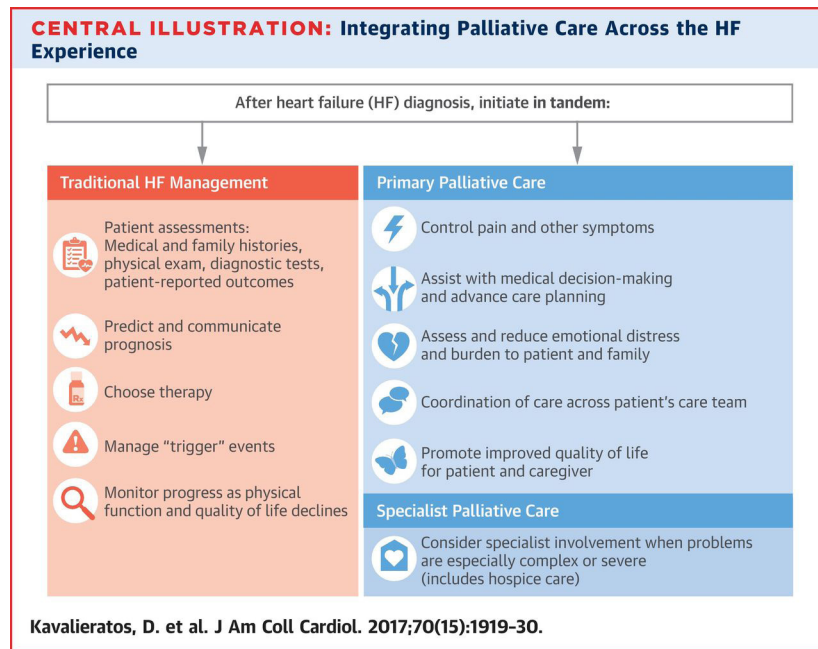 CENTRAL ILLUSTRATION: Integrating Palliative Care Across the HF
Experience
After heart failure (HF) diagnosis, initiate in tandem:
Traditional HF Management
Patient assessments:
Medical and family histories,
physical exam, diagnostic tests,
patient-reported outcomes
Predict and communicate
prognosis
Rx
Choose therapy
Manage “trigger” events
Monitor progress as physical
function and quality of life declines
Primary Palliative Care
Control pain and other symptoms
Assist with medical decision-making
and advance care planning
Assess and reduce emotional distress
and burden to patient and family
Coordination of care across patient’s care team
Promote improved quality of life
for patient and caregiver
Specialist Palliative Care
Consider specialist involvement when problems
are especially complex or severe
(includes hospice care)
Kavalieratos, D. et al. J Am Coll Cardiol. 2017;70(15):1919–30.